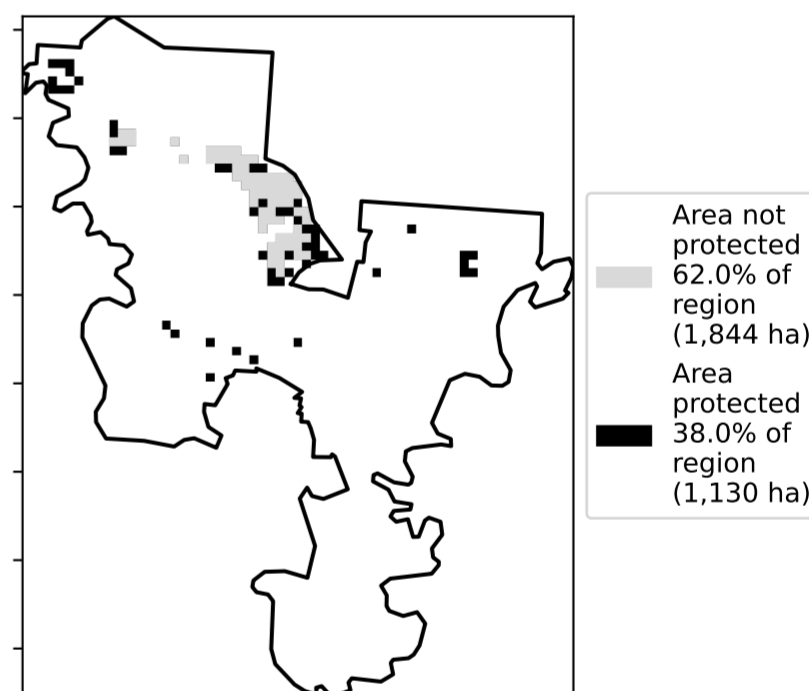 Area not
protected
62.0% of
region
(1,844 ha)
Area
protected
38.0% of
region
(1,130 ha)